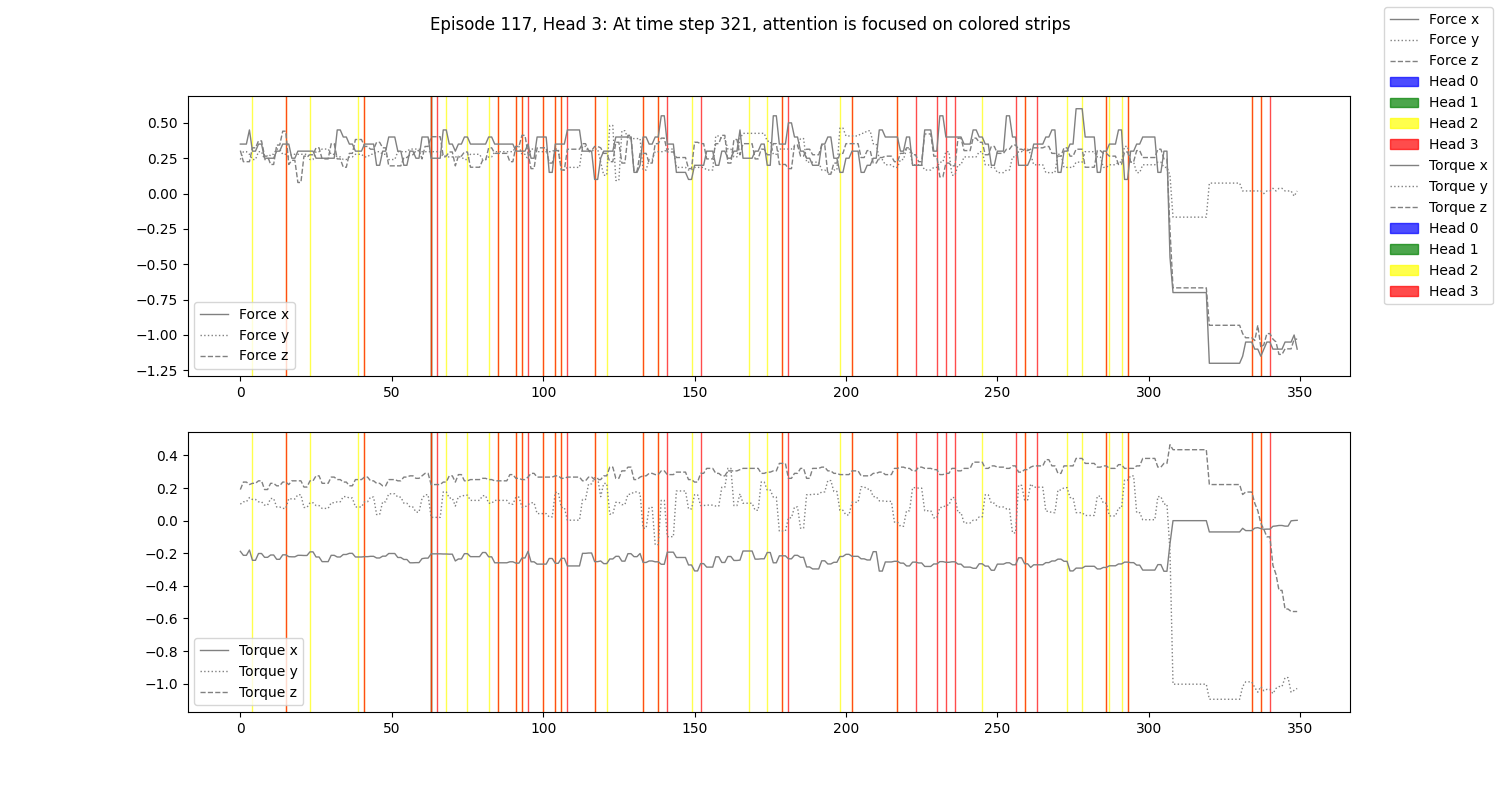 Episode 117, Head 3: At time step 321, attention is focused on colored strips
Force x
Force y
Force z
Head 0
Head 1
Head 2
Head 3
Torque x
Torque y
Torque z
Head 0
Head 1
Head 2
Head 3
0.50
0.25
0.00
−0.25
−0.50
−0.75
−1.00
−1.25
Force x
Force y
Force z
0 50 100 150 200 250 300 350
0.4
0.2
0.0
−0.2
−0.4
−0.6
−0.8
−1.0
Torque x
Torque y
Torque z
0 50 100 150 200 250 300 350